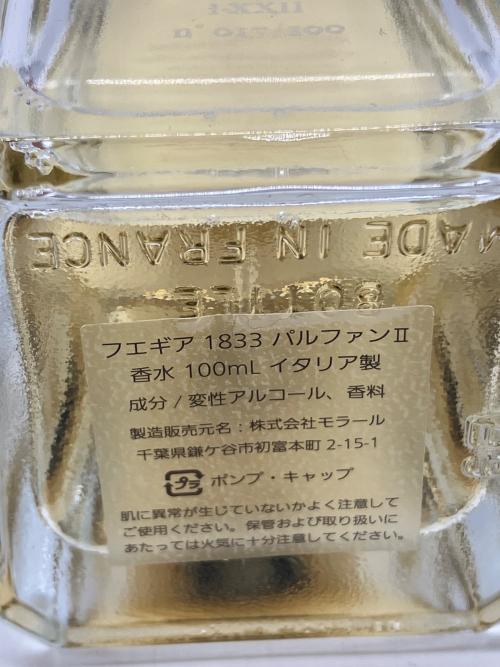 フエギア 1833 パルファンⅡ
香水 100mL イタリア製
成分 / 変性アルコール、香料
製造販売元名：株式会社モラール
千葉県鎌ケ谷市初富本町 2-15-1
プラ ポンプ・キャップ
肌に異常が生じていないかよく注意して
ご使用ください。保管および取り扱いに
あたっては火気に十分注意してください。
MADE IN FRANCE
BOTTLE